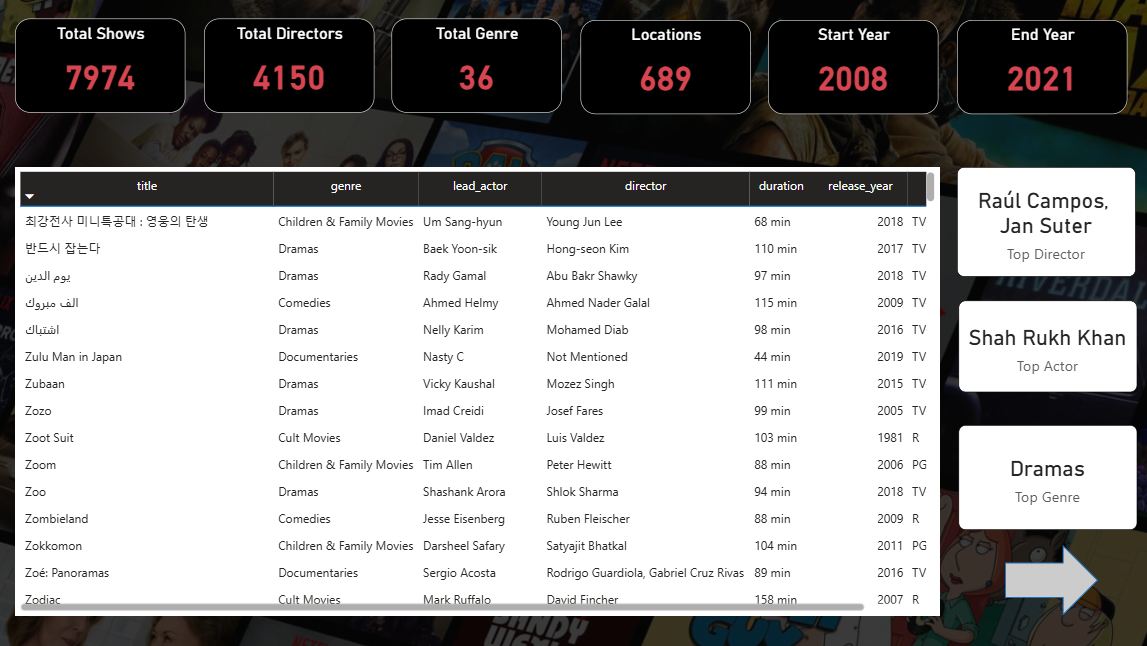 Total Shows Total Directors Total Genre Locations Start Year End Year
7974 4150 36 689 2008 2021
title genre lead_actor director duration release_year
최강전사 미니특공대 : 영웅의 탄생 Children & Family Movies Um Sang-hyun Young Jun Lee 68 min 2018 TV
반드시 잡는다 Dramas Baek Yoon-sik Hong-seon Kim 110 min 2017 TV
يوم الدين Dramas Rady Gamal Abu Bakr Shawky 97 min 2018 TV
الف مبروك Comedies Ahmed Helmy Ahmed Nader Galal 115 min 2009 TV
اشتباك Dramas Nelly Karim Mohamed Diab 98 min 2016 TV
Zulu Man in Japan Documentaries Nasty C Not Mentioned 44 min 2019 TV
Zubaan Dramas Vicky Kaushal Mozez Singh 111 min 2015 TV
Zozo Dramas Imad Creidi Josef Fares 99 min 2005 TV
Zoot Suit Cult Movies Daniel Valdez Luis Valdez 103 min 1981 R
Zoom Children & Family Movies Tim Allen Peter Hewitt 88 min 2006 PG
Zoo Dramas Shashank Arora Shlok Sharma 94 min 2018 TV
Zombieland Comedies Jesse Eisenberg Ruben Fleischer 88 min 2009 R
Zokkomon Children & Family Movies Darsheel Safary Satyajit Bhatkal 104 min 2011 PG
Zoé: Panoramas Documentaries Sergio Acosta Rodrigo Guardiola, Gabriel Cruz Rivas 89 min 2016 TV
Zodiac Cult Movies Mark Ruffalo David Fincher 158 min 2007 R
Raúl Campos,
Jan Suter
Top Director
RIVERDAL
Shah Rukh Khan
Top Actor
Dramas
Top Genre